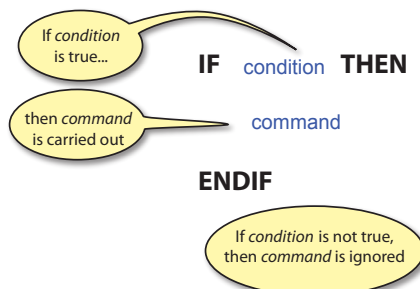 If condition
is true...
IF condition THEN
then command
is carried out
command
ENDIF
If condition is not true,
then command is ignored